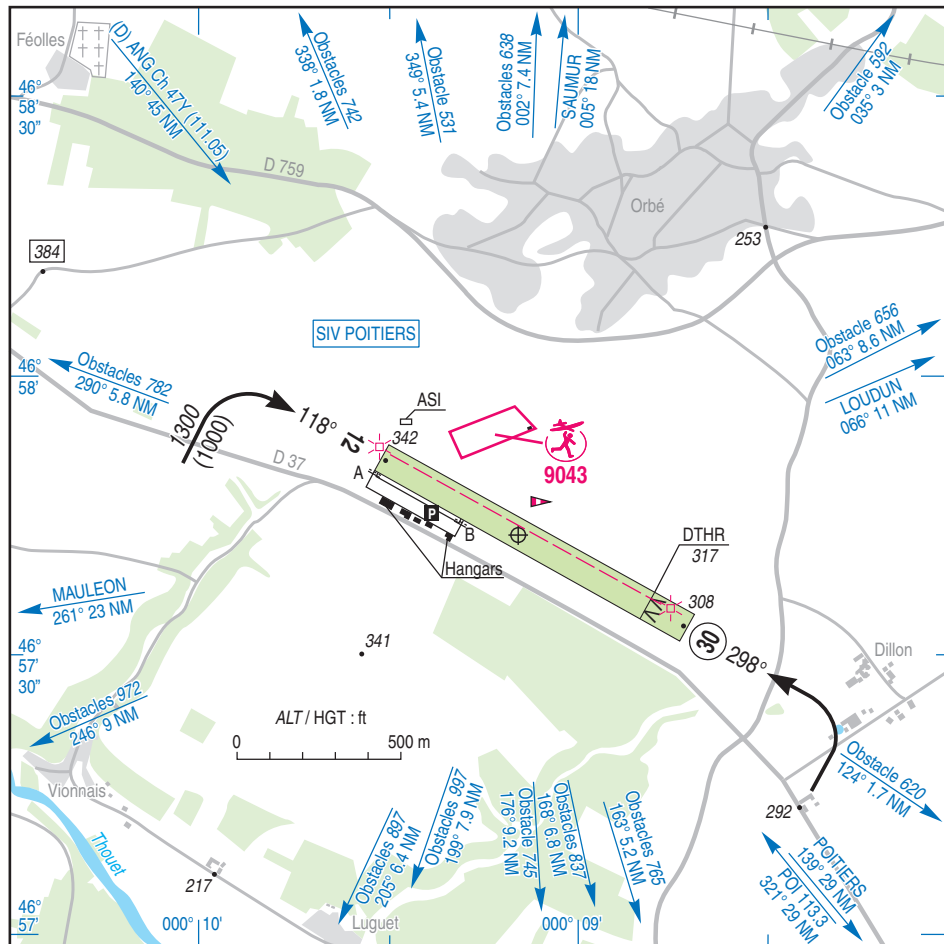 Féolles
(D) ANG Ch 47Y (111.05)
140° 45 NM
Obstacles 742
338° 1.8 NM
Obstacle 531
349° 5.4 NM
Obstacles 638
002° 7.4 NM
SAUMUR
005° 18 NM
Obstacle 592
035° 3 NM
46°
58'
30”
D 759
Orbé
253
384
SIV POITIERS
Obstacle 656
063° 8.6 NM
LOUDUN
066° 11 NM
46°
58'
Obstacles 782
290° 5.8 NM
1300
(1000)
118°
12
ASI
342
9043
D 37
A
P
B
Hangars
DTHR
317
308
30
298°
MAULEON
261° 23 NM
46°
57'
30”
341
Dillon
Obstacles 972
246° 9 NM
ALT / HGT : ft
0
500 m
Vionnais
Thouet
217
Obstacles 897
205° 6.4 NM
Obstacles 997
199° 7.9 NM
Obstacles 745
176° 9.2 NM
Obstacles 837
168° 6.8 NM
Obstacles 765
163° 5.2 NM
292
Obstacle 620
124° 1.7 NM
POITIERS
139° 29 NM
POI 113.3
321° 29 NM
46°
57'
000° 10'
Luguet
000° 09'